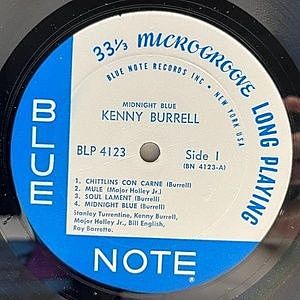 33⅓ MICROGROOVE LONG PLAYING
BLUE NOTE RECORDS INC • NEW YORK USA
MIDNIGHT BLUE
KENNY BURRELL
BLP 4123
Side 1
(BN 4123-A)
1. CHITTLINS CON CARNE (Burrell)
2. MULE (Major Holley Jr.)
3. SOUL LAMENT (Burrell)
4. MIDNIGHT BLUE (Burrell)
Stanley Turrentine, Kenny Burrell,
Major Holley Jr., Bill English,
Ray Barretto.
BLUE
NOTE
®